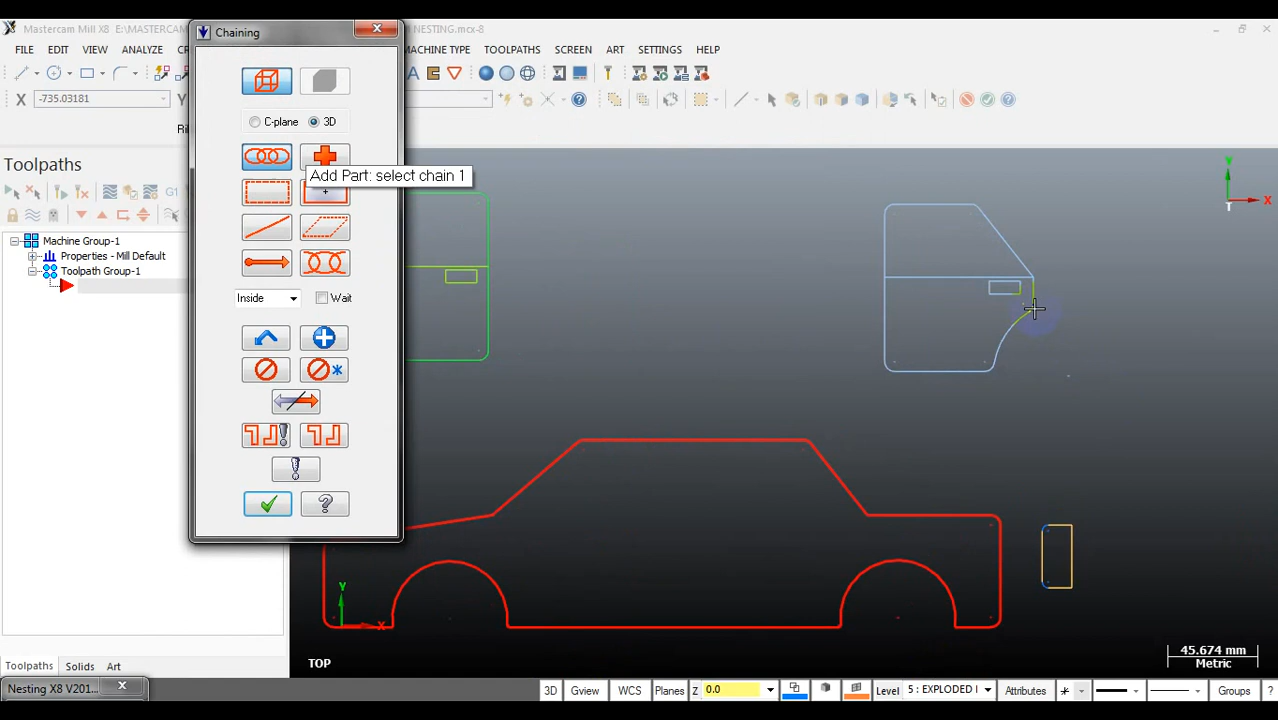 Mastercam Mill X8 E:\MASTERCAM
Chaining
NESTING.mcx-8
FILE EDIT VIEW ANALYZE
MACHINE TYPE TOOLPATHS SCREEN ART SETTINGS HELP
X -735.03181 Y
C-plane 3D
Toolpaths
Add Part: select chain 1
G1
Machine Group-1
Properties - Mill Default
Toolpath Group-1
Inside Wait
Y
X
T
Y
X
TOP
45.674 mm
Metric
Toolpaths Solids Art
Nesting X8 V201...
3D Gview WCS Planes Z 0.0 Level 5 : EXPLODED Attributes Groups ?